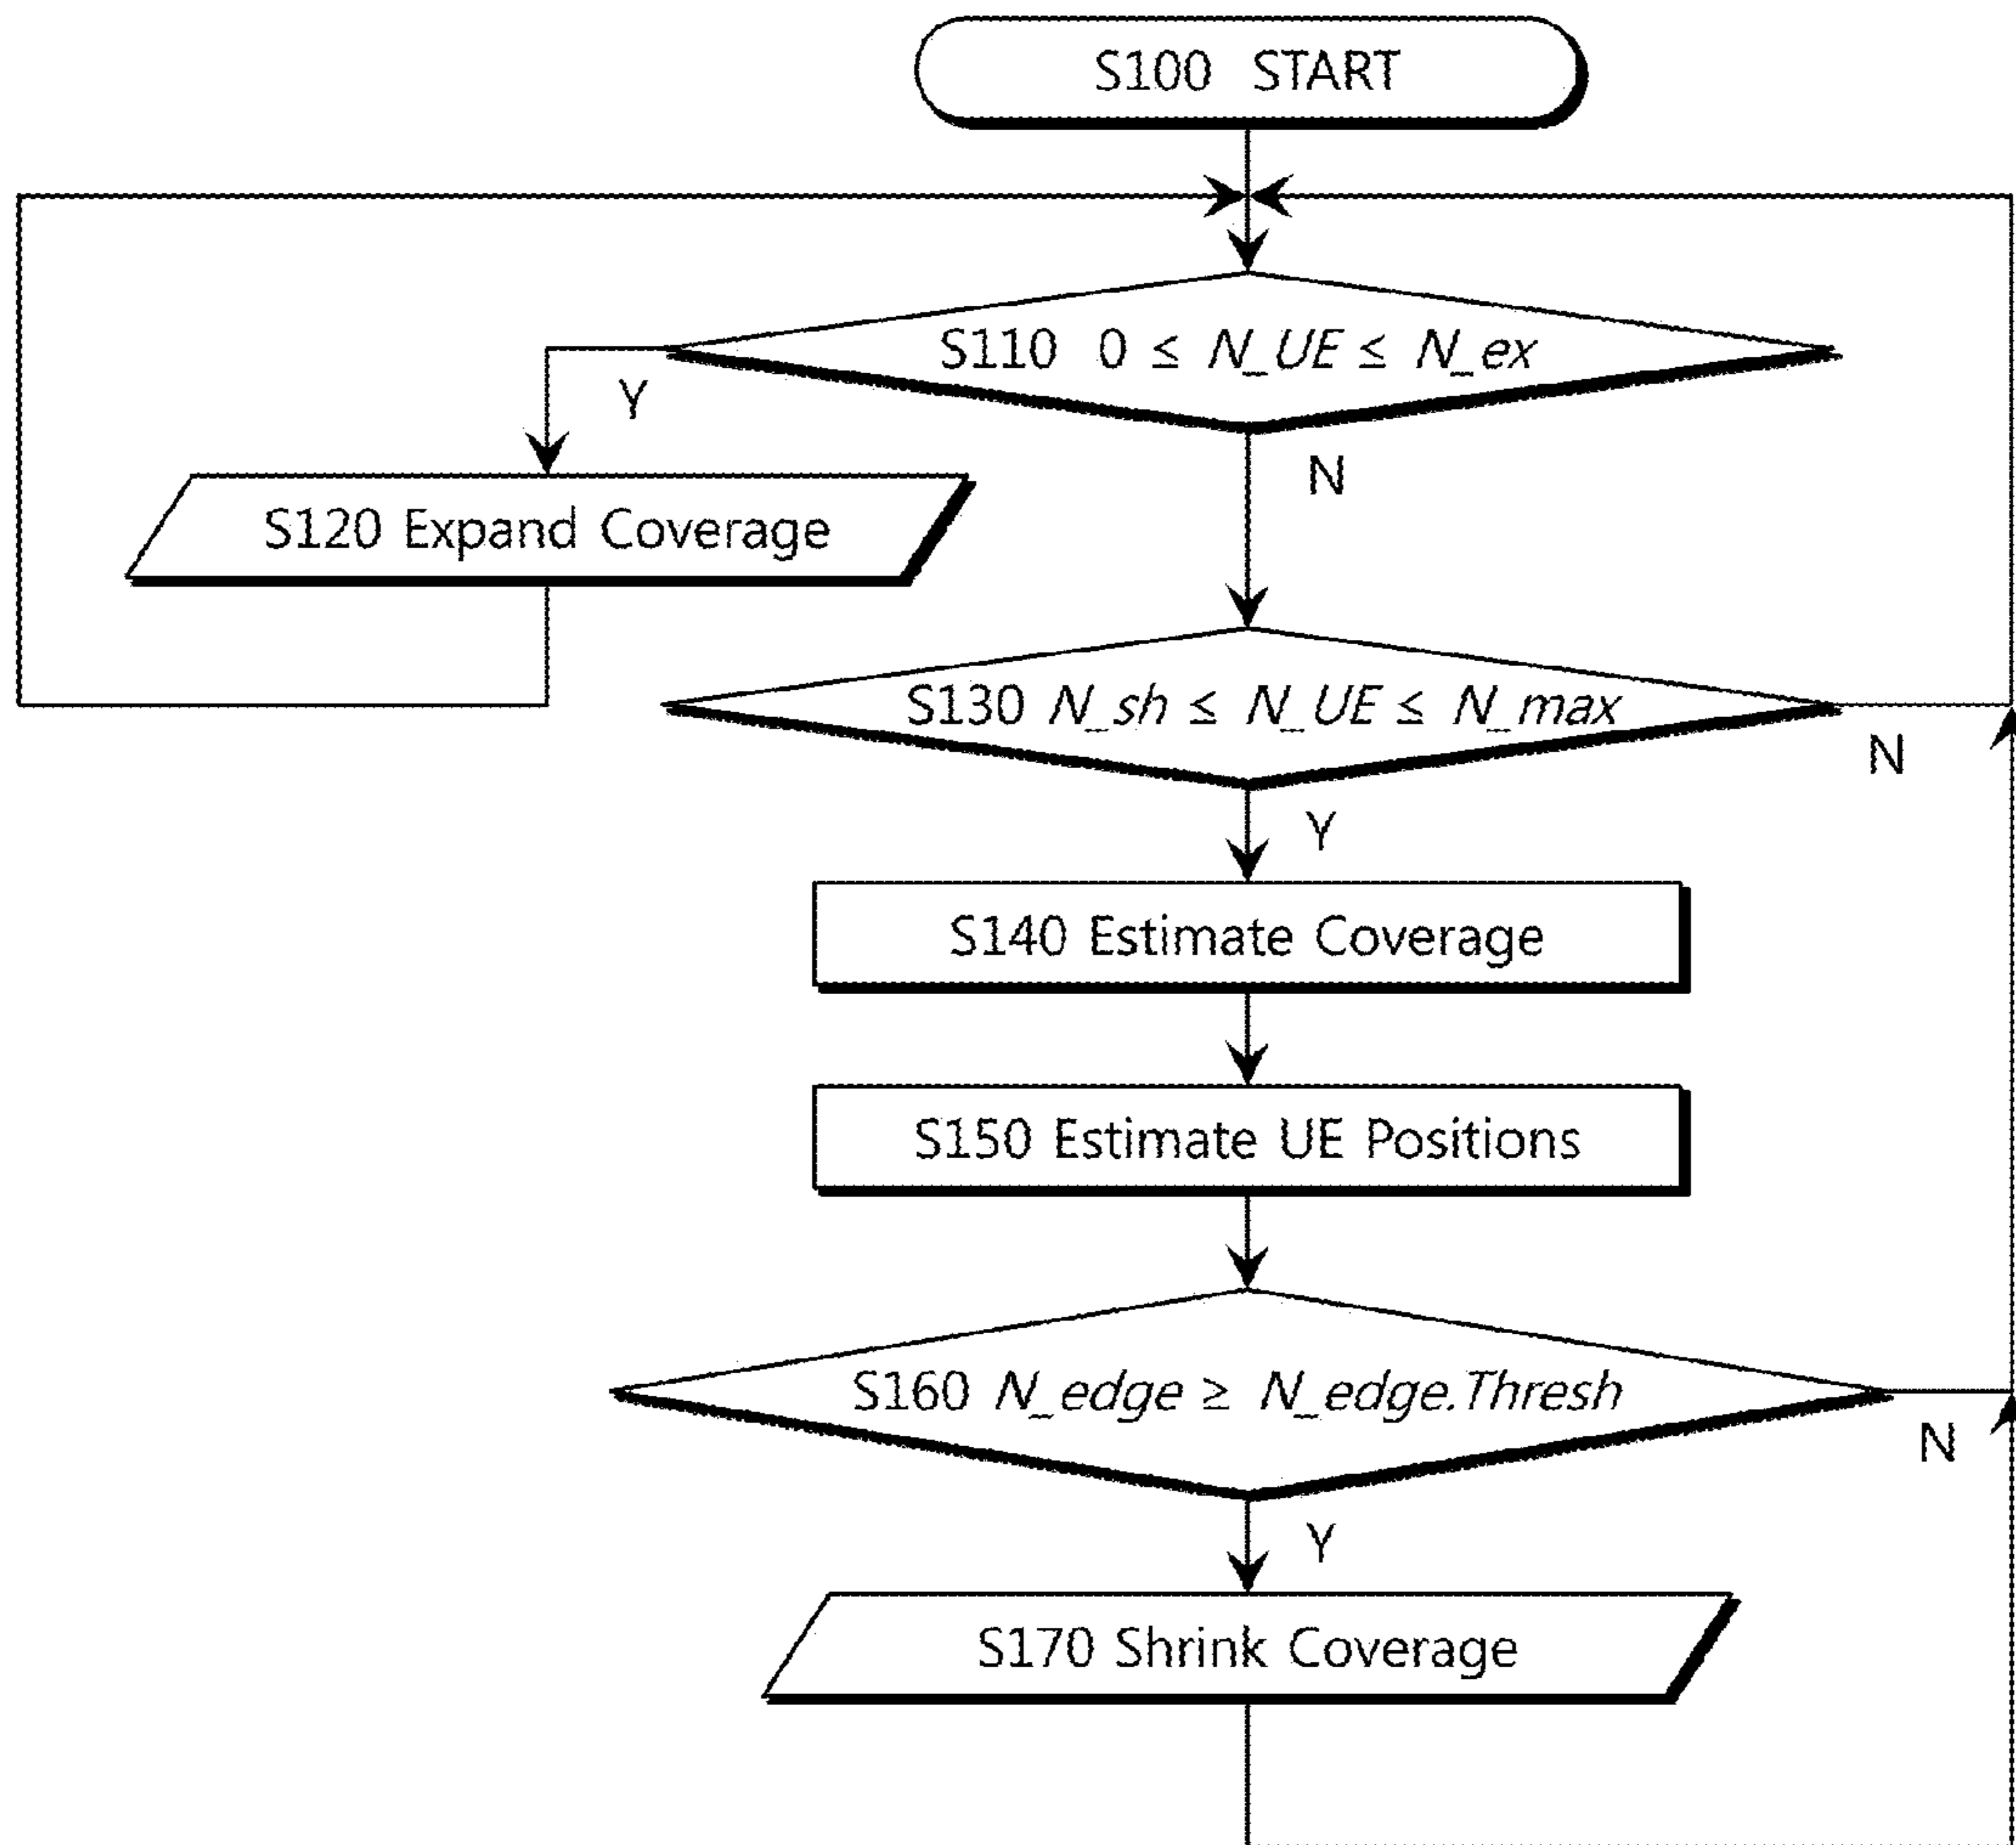 S100 START
S110 0 ≤ N_UE ≤ N_ex
Y
N
S120 Expand Coverage
S130 N_sh ≤ N_UE ≤ N_max
N
Y
S140 Estimate Coverage
S150 Estimate UE Positions
S160 N_edge ≥ N_edge.Thresh
N
Y
S170 Shrink Coverage